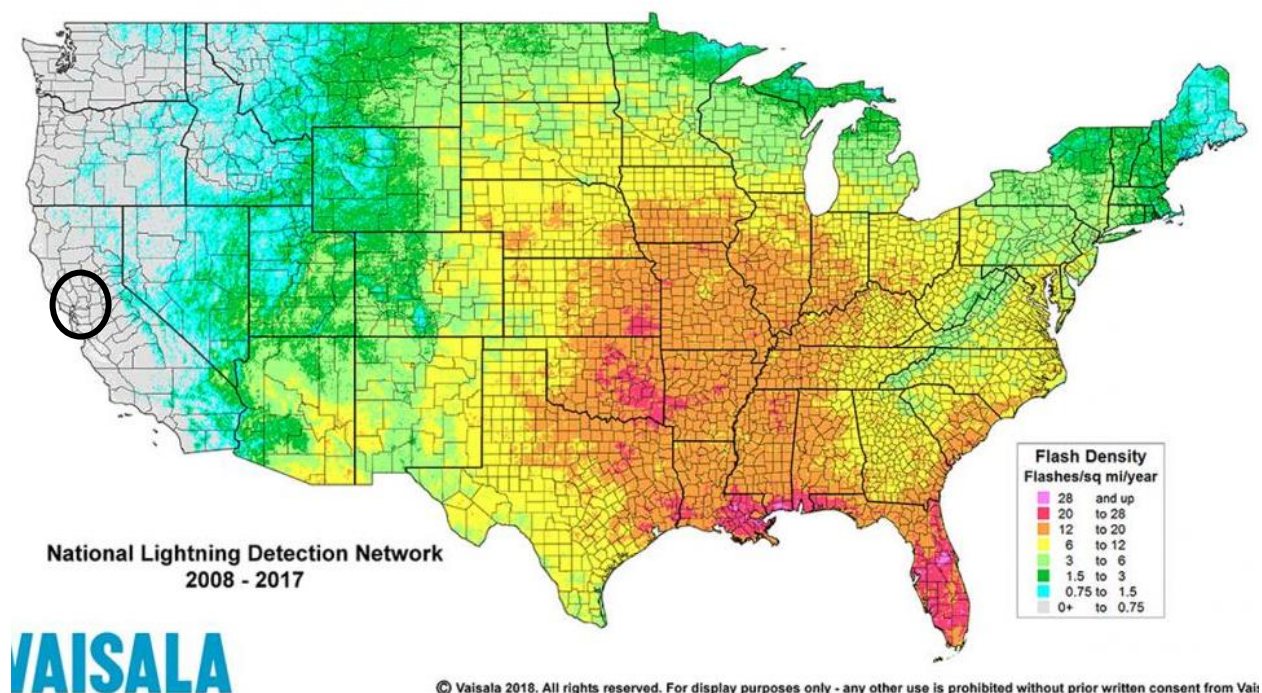 Flash Density
Flashes/sq mi/year
28 and up
20 to 28
12 to 20
6 to 12
3 to 6
1.5 to 3
0.75 to 1.5
0+ to 0.75
National Lightning Detection Network
2008 - 2017
VAISALA
© Vaisala 2018. All rights reserved. For display purposes only - any other use is prohibited without prior written consent from Vais